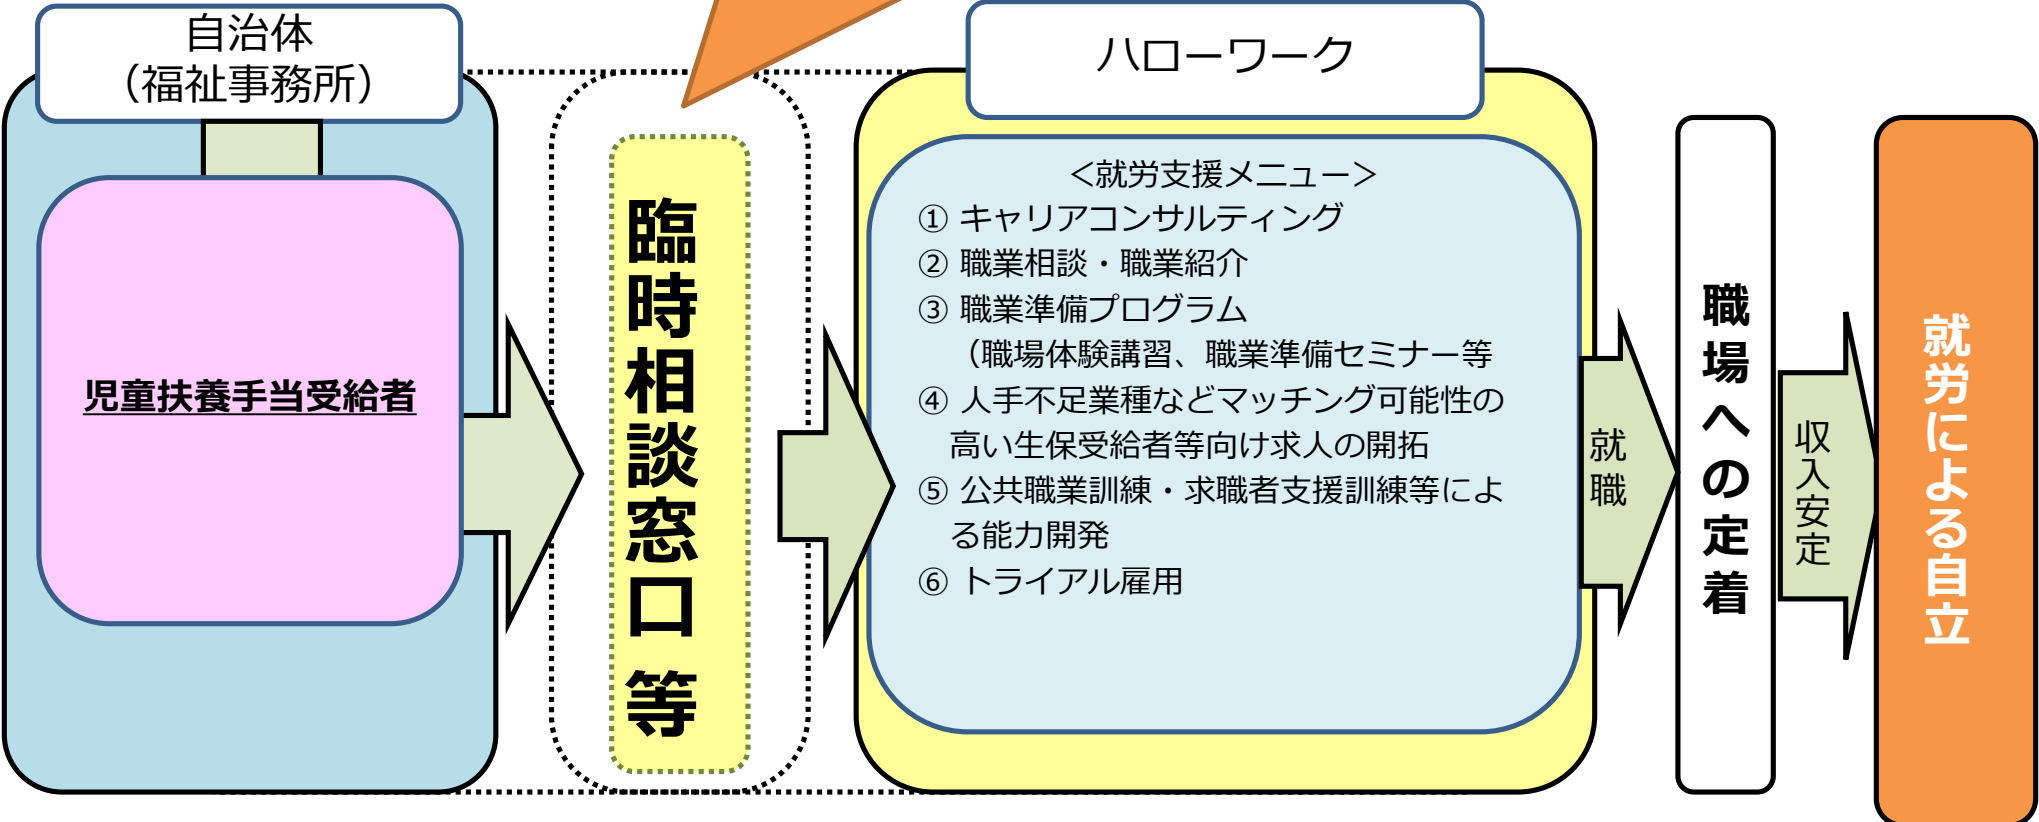 自治体
（福祉事務所）
児童扶養手当受給者
臨時相談窓口 等
ハローワーク
＜就労支援メニュー＞
① キャリアコンサルティング
② 職業相談・職業紹介
③ 職業準備プログラム
（職場体験講習、職業準備セミナー等
④ 人手不足業種などマッチング可能性の
高い生保受給者等向け求人の開拓
⑤ 公共職業訓練・求職者支援訓練等によ
る能力開発
⑥ トライアル雇用
就職
職場への定着
収入安定
就労による自立